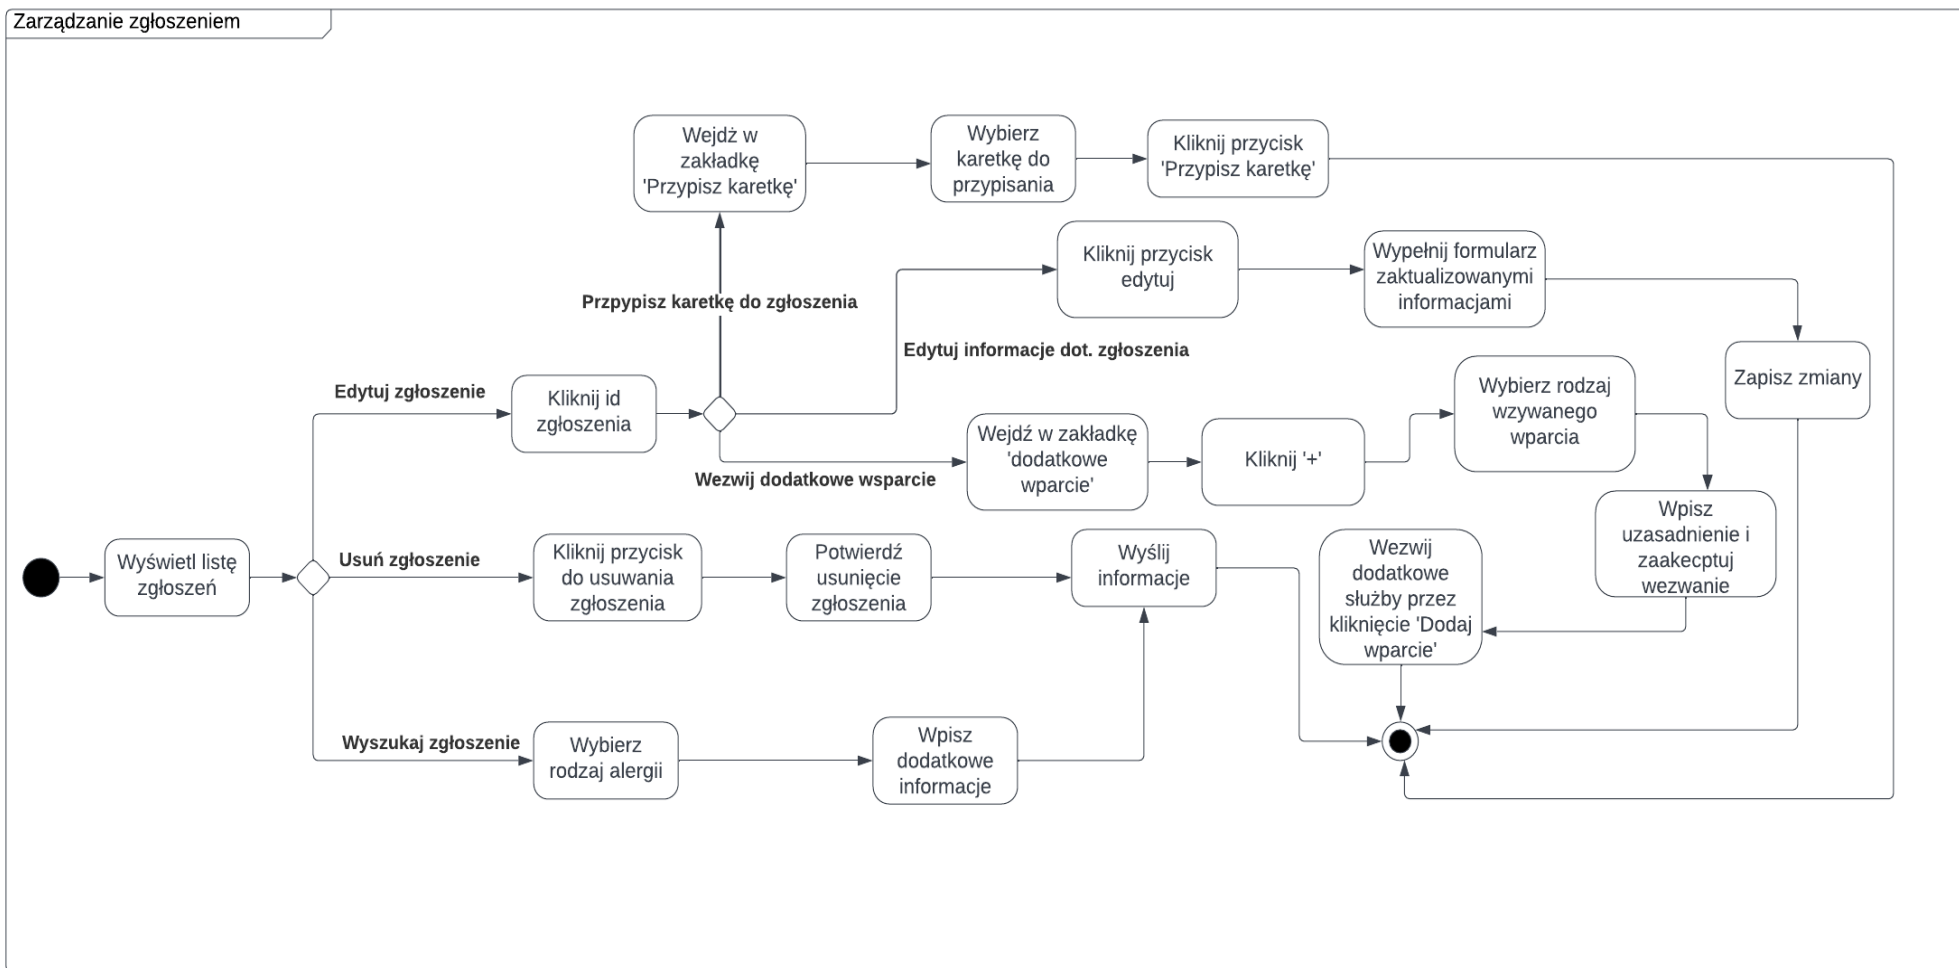 Zarządzanie zgłoszeniem
Wejdż w
zakładkę
'Przypisz karetkę'
Wybierz
karetkę do
przypisania
Kliknij przycisk
'Przypisz karetkę'
Kliknij przycisk
edytuj
Wypełnij formularz
zaktualizowanymi
informacjami
Przpypisz karetkę do zgłoszenia
Edytuj informacje dot. zgłoszenia
Zapisz zmiany
Edytuj zgłoszenie
Kliknij id
zgłoszenia
Wybierz rodzaj
wzywanego
wparcia
Wejdź w zakładkę
'dodatkowe
wparcie'
Kliknij '+'
Wezwij dodatkowe wsparcie
Wpisz
uzasadnienie i
zaakecptuj
wezwanie
Wyświetl listę
zgłoszeń
Usuń zgłoszenie
Kliknij przycisk
do usuwania
zgłoszenia
Potwierdź
usunięcie
zgłoszenia
Wyślij
informacje
Wezwij
dodatkowe
służby przez
kliknięcie 'Dodaj
wparcie'
Wyszukaj zgłoszenie
Wybierz
rodzaj alergii
Wpisz
dodatkowe
informacje